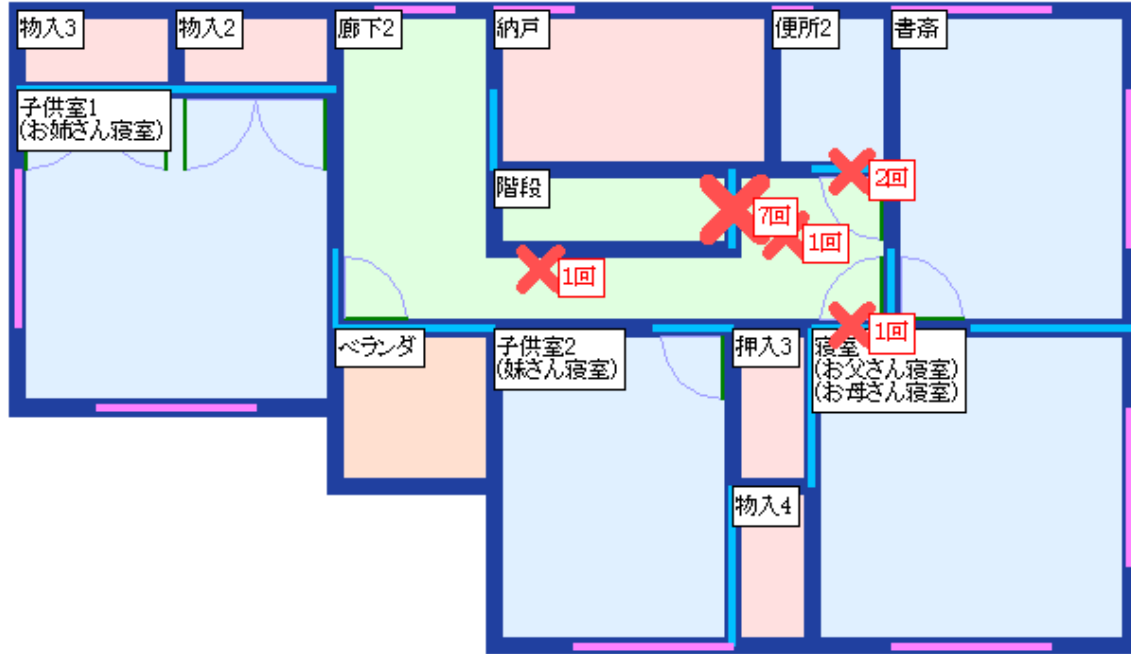 物入3
物入2
廊下2
納戸
便所2
書斎
子供室1
(お姉さん寝室)
階段
2回
7回
1回
1回
1回
ベランダ
子供室2
(妹さん寝室)
押入3
寝室
(お父さん寝室)
(お母さん寝室)
物入4